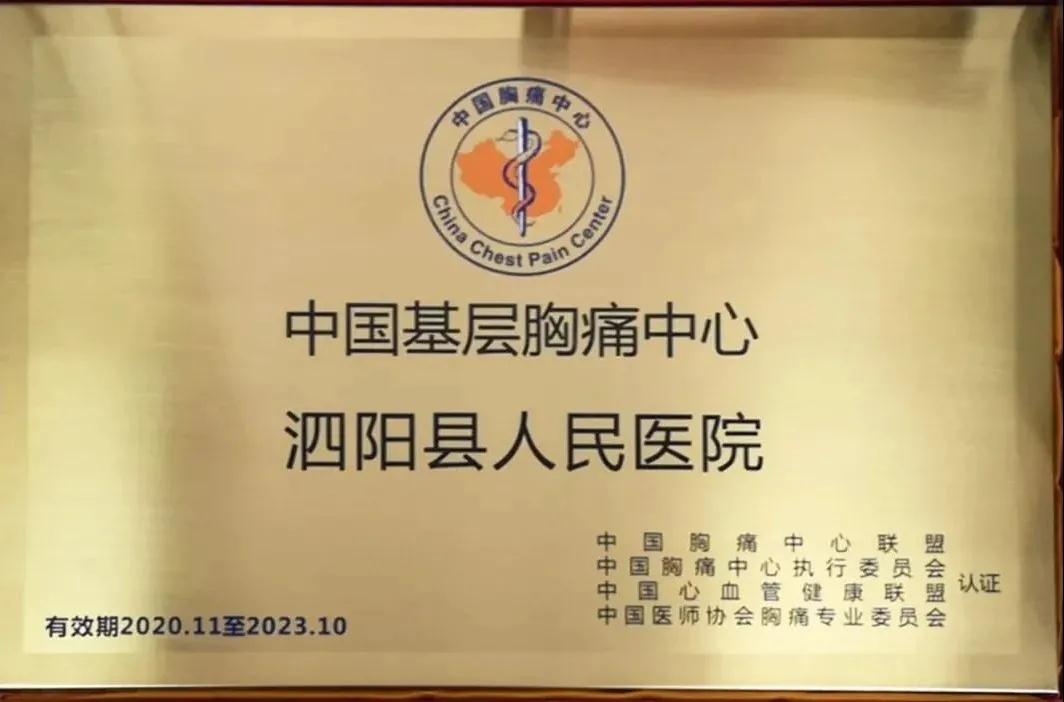 中国胸痛中心
China Chest Pain Center
中国基层胸痛中心
泗阳县人民医院
中国胸痛中心联盟
中国胸痛中心执行委员会
中国心血管健康联盟
中国医师协会胸痛专业委员会
认证
有效期2020.11至2023.10